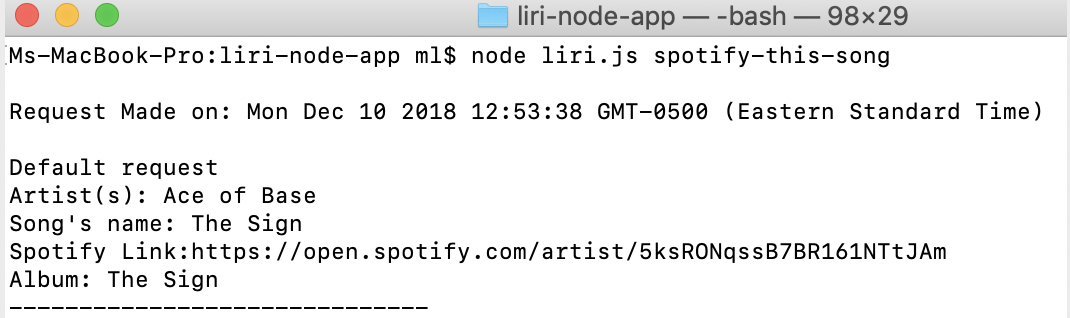 liri-node-app — -bash — 98×29
Ms-MacBook-Pro:liri-node-app ml$ node liri.js spotify-this-song
Request Made on: Mon Dec 10 2018 12:53:38 GMT-0500 (Eastern Standard Time)
Default request
Artist(s): Ace of Base
Song's name: The Sign
Spotify Link:https://open.spotify.com/artist/5ksRONqssB7BR161NTtJAm
Album: The Sign
------------------------------